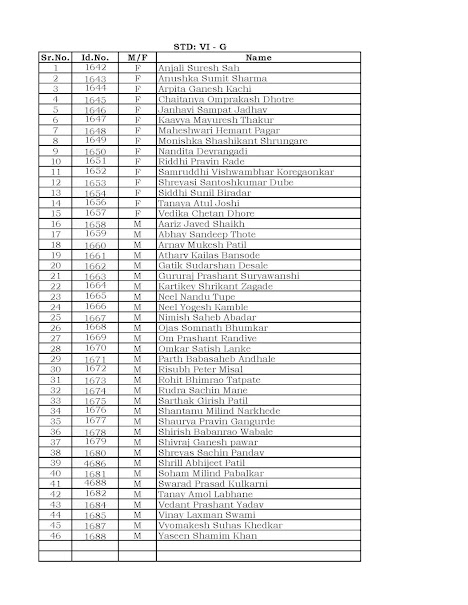 STD: VI - G
Sr.No. Id.No. M/F Name
1 1642 F Anjali Suresh Sah
2 1643 F Anushka Sumit Sharma
3 1644 F Arpita Ganesh Kachi
4 1645 F Chaitanya Omprakash Dhotre
5 1646 F Janhavi Sampat Jadhav
6 1647 F Kaavya Mayuresh Thakur
7 1648 F Maheshwari Hemant Pagar
8 1649 F Monishka Shashikant Shrungare
9 1650 F Nandita Devrangadi
10 1651 F Riddhi Pravin Rade
11 1652 F Samruddhi Vishwambhar Koregaonkar
12 1653 F Shreyasi Santoshkumar Dube
13 1654 F Siddhi Sunil Biradar
14 1656 F Tanaya Atul Joshi
15 1657 F Vedika Chetan Dhore
16 1658 M Aariz Javed Shaikh
17 1659 M Abhay Sandeep Thote
18 1660 M Arnav Mukesh Patil
19 1661 M Atharv Kailas Bansode
20 1662 M Gatik Sudarshan Desale
21 1663 M Gururaj Prashant Suryawanshi
22 1664 M Kartikey Shrikant Zagade
23 1665 M Neel Nandu Tupe
24 1666 M Neel Yogesh Kamble
25 1667 M Nimish Saheb Abadar
26 1668 M Ojas Somnath Bhumkar
27 1669 M Om Prashant Randive
28 1670 M Omkar Satish Lanke
29 1671 M Parth Babasaheb Andhale
30 1672 M Risubh Peter Misal
31 1673 M Rohit Bhimrao Tatpate
32 1674 M Rudra Sachin Mane
33 1675 M Sarthak Girish Patil
34 1676 M Shantanu Milind Narkhede
35 1677 M Shaurya Pravin Gangurde
36 1678 M Shirish Babanrao Wabale
37 1679 M Shivraj Ganesh pawar
38 1680 M Shreyas Sachin Pandav
39 4686 M Shrill Abhijeet Patil
40 1681 M Soham Milind Pabalkar
41 4688 M Swarad Prasad Kulkarni
42 1682 M Tanay Amol Labhane
43 1684 M Vedant Prashant Yadav
44 1685 M Vinay Laxman Swami
45 1687 M Vyomakesh Suhas Khedkar
46 1688 M Yaseen Shamim Khan